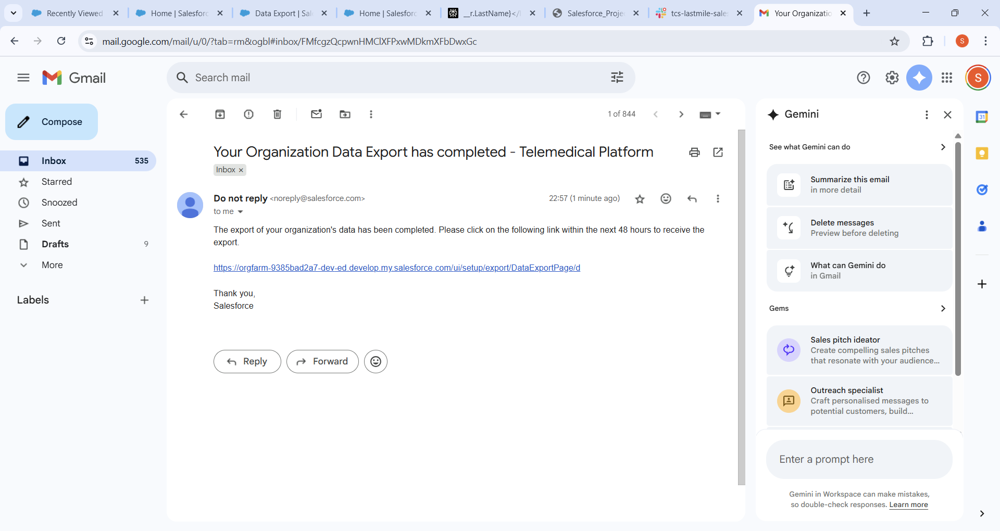 Recently Viewed
Home | Salesforc
Data Export | Sal
Home | Salesforc
__r.LastName}</
Salesforce_Proje
tcs-lastmile-sale
Your Organizatio
mail.google.com/mail/u/0/?tab=rm&ogbl#inbox/FMfcgzQcpwnHMClXFPxwMDkmXFbDwxGc
S
Gmail
Search mail
S
Compose
Inbox 535
Starred
Snoozed
Sent
Drafts 9
More
Labels
1 of 844
Your Organization Data Export has completed - Telemedical Platform
Inbox x
Do not reply <noreply@salesforce.com>
22:57 (1 minute ago)
to me
The export of your organization's data has been completed. Please click on the following link within the next 48 hours to receive the
export.
https://orgfarm-9385bad2a7-dev-ed.develop.my.salesforce.com/ui/setup/export/DataExportPage/d
Thank you,
Salesforce
Reply
Forward
Gemini
See what Gemini can do
Summarize this email
in more detail
Delete messages
Preview before deleting
What can Gemini do
in Gmail
Gems
Sales pitch ideator
Create compelling sales pitches
that resonate with your audience...
Outreach specialist
Craft personalised messages to
potential customers, build...
Enter a prompt here
Gemini in Workspace can make mistakes,
so double-check responses. Learn more
31